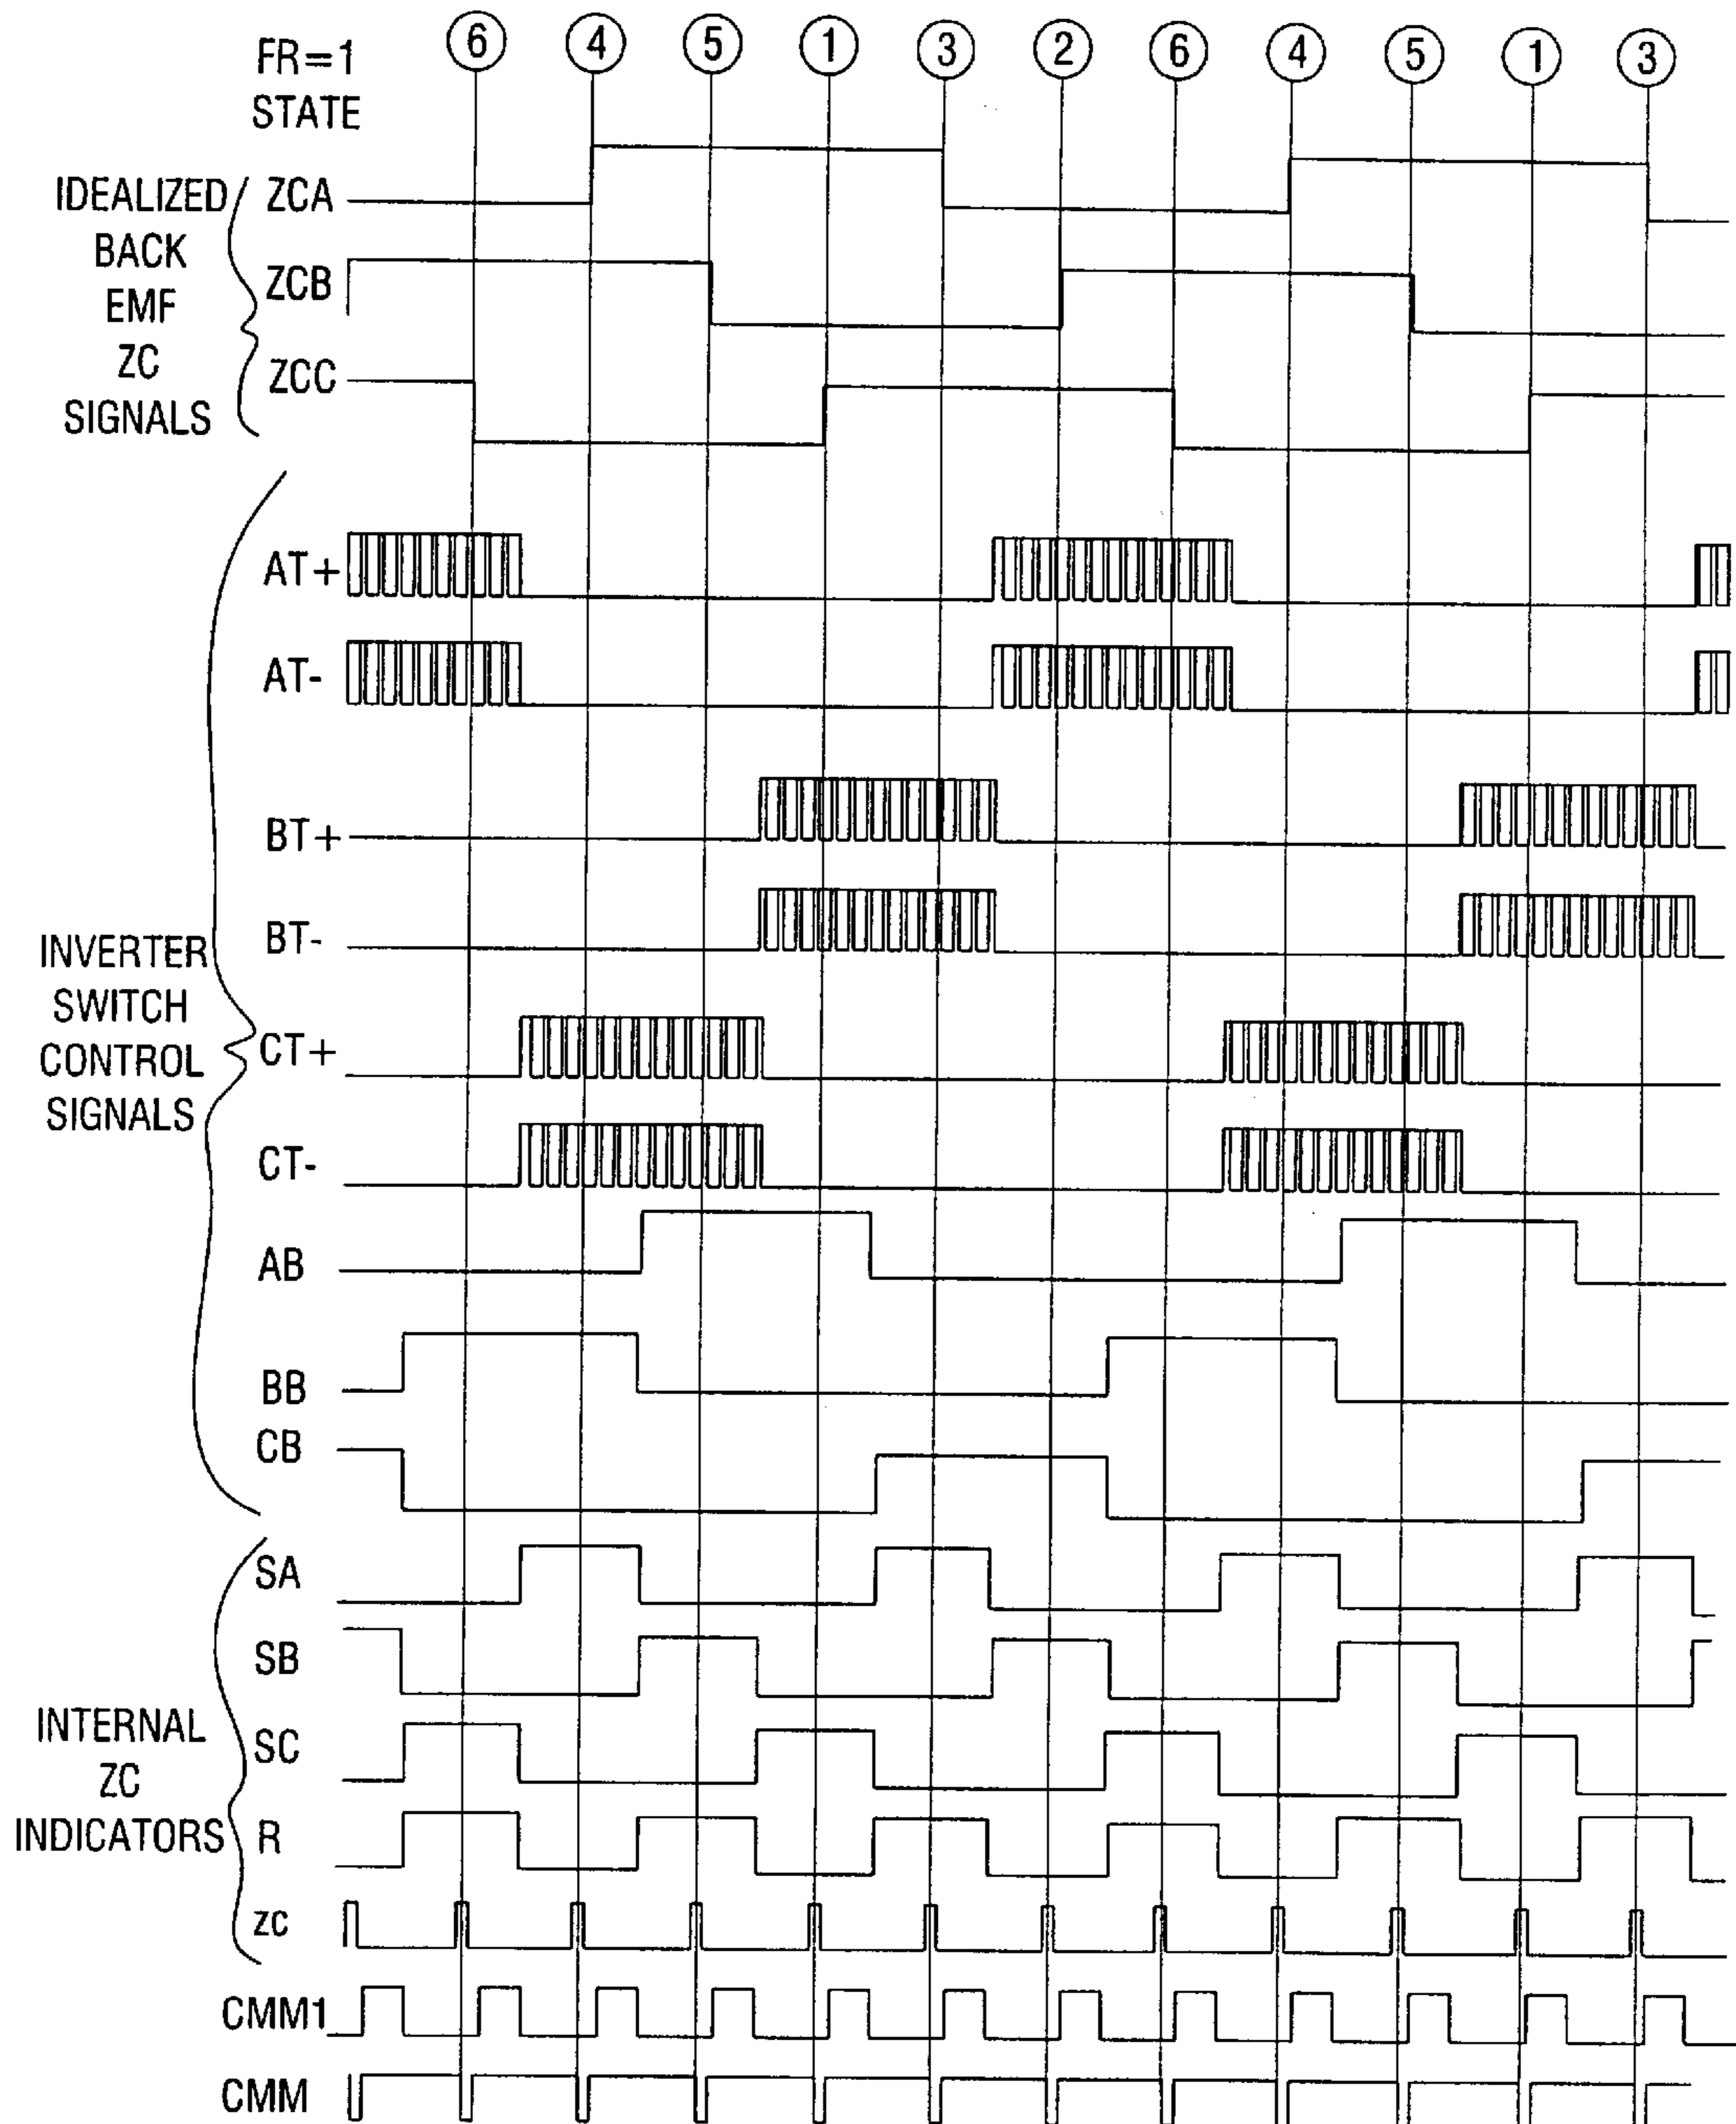 FR=1
STATE
6 4 5 1 3 2 6 4 5 1 3
IDEALIZED
BACK
EMF
ZC
SIGNALS
ZCA
ZCB
ZCC
INVERTER
SWITCH
CONTROL
SIGNALS
AT+
AT-
BT+
BT-
CT+
CT-
AB
BB
CB
INTERNAL
ZC
INDICATORS
SA
SB
SC
R
ZC
CMM1
CMM